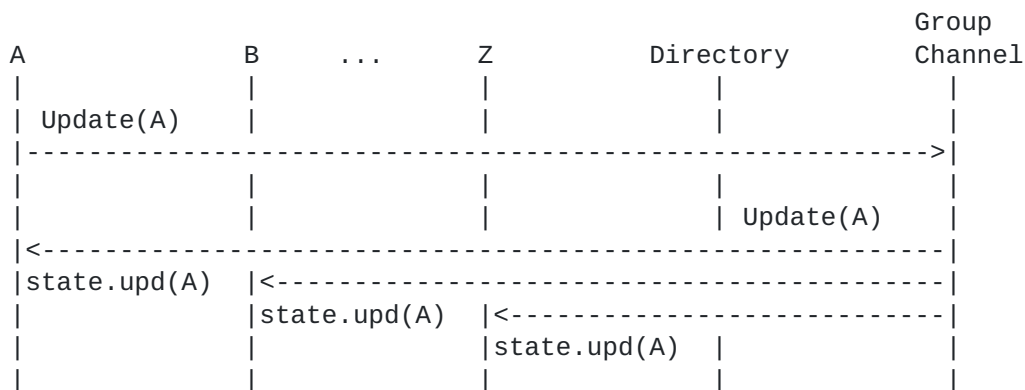 Group
A B ... Z Directory Channel
Update(A)
Update(A)
state.upd(A)
state.upd(A)
state.upd(A)